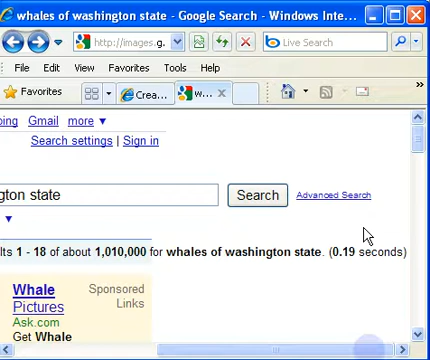 whales of washington state - Google Search - Windows Inte...
http://images.g. Live Search
File Edit View Favorites Tools Help
Favorites Crea... w...
Gmail more ▼
Search settings | Sign in
gton state Search Advanced Search
lts 1 - 18 of about 1,010,000 for whales of washington state. (0.19 seconds)
Whale Sponsored
Pictures Links
Ask.com
Get Whale